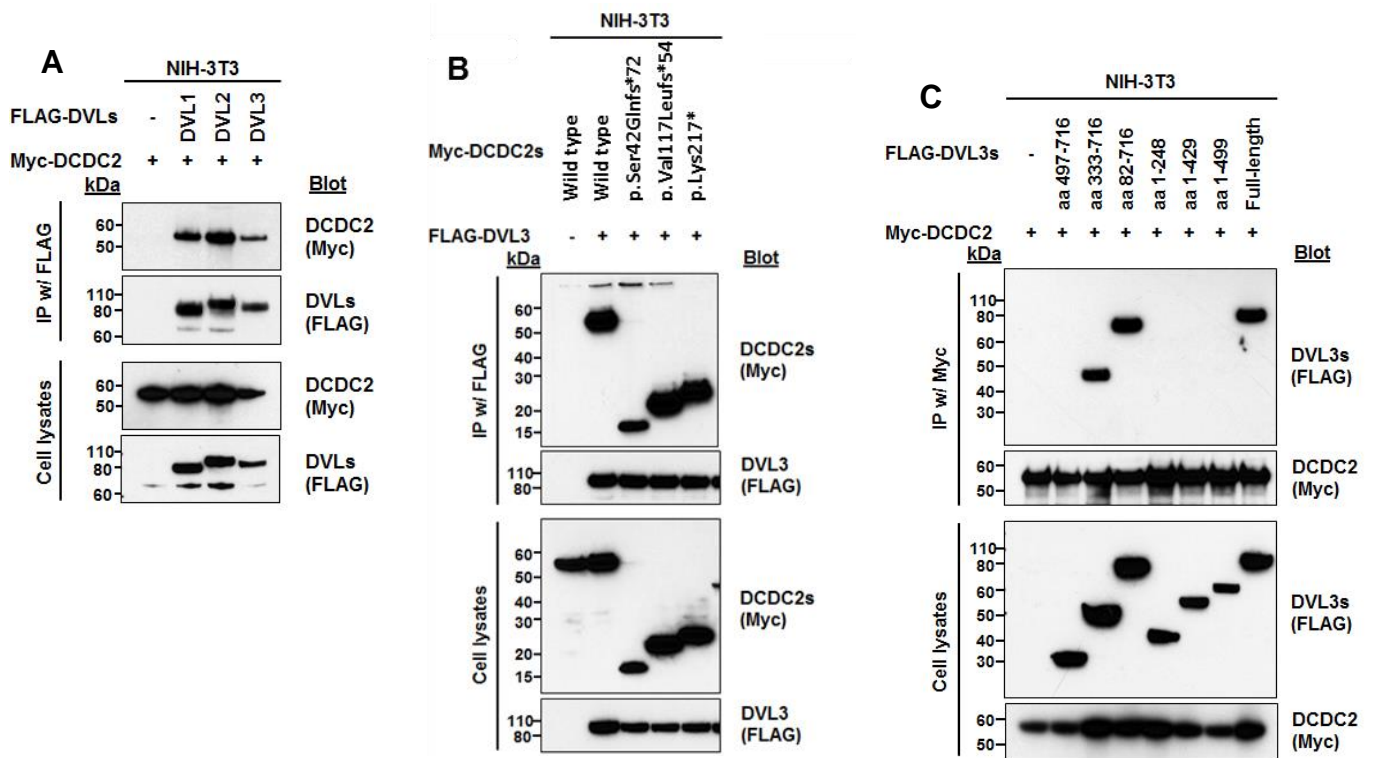 A
NIH-3T3
FLAG-DVLs
- DVL1 DVL2 DVL3
Myc-DCDC2 + + + +
kDa
Blot
IP w/ FLAG
60
50
DCDC2
(Myc)
110
80
60
DVLs
(FLAG)
Cell lysates
60
50
DCDC2
(Myc)
110
80
60
DVLs
(FLAG)
B
NIH-3T3
Myc-DCDC2s
Wild type
Wild type
p.Ser42Glnfs*72
p.Val117Leufs*54
p.Lys217*
FLAG-DVL3 - + + + +
kDa
Blot
IP w/ FLAG
60
50
40
30
20
15
DCDC2s
(Myc)
110
80
DVL3
(FLAG)
Cell lysates
60
50
40
30
20
15
DCDC2s
(Myc)
110
80
DVL3
(FLAG)
C
NIH-3T3
FLAG-DVL3s
-
aa 497-716
aa 333-716
aa 82-716
aa 1-248
aa 1-429
aa 1-499
Full-length
Myc-DCDC2 + + + + + + + +
kDa
Blot
IP w/ Myc
110
80
60
50
40
30
DVL3s
(FLAG)
60
50
DCDC2
(Myc)
Cell lysates
110
80
60
50
40
30
DVL3s
(FLAG)
60
50
DCDC2
(Myc)